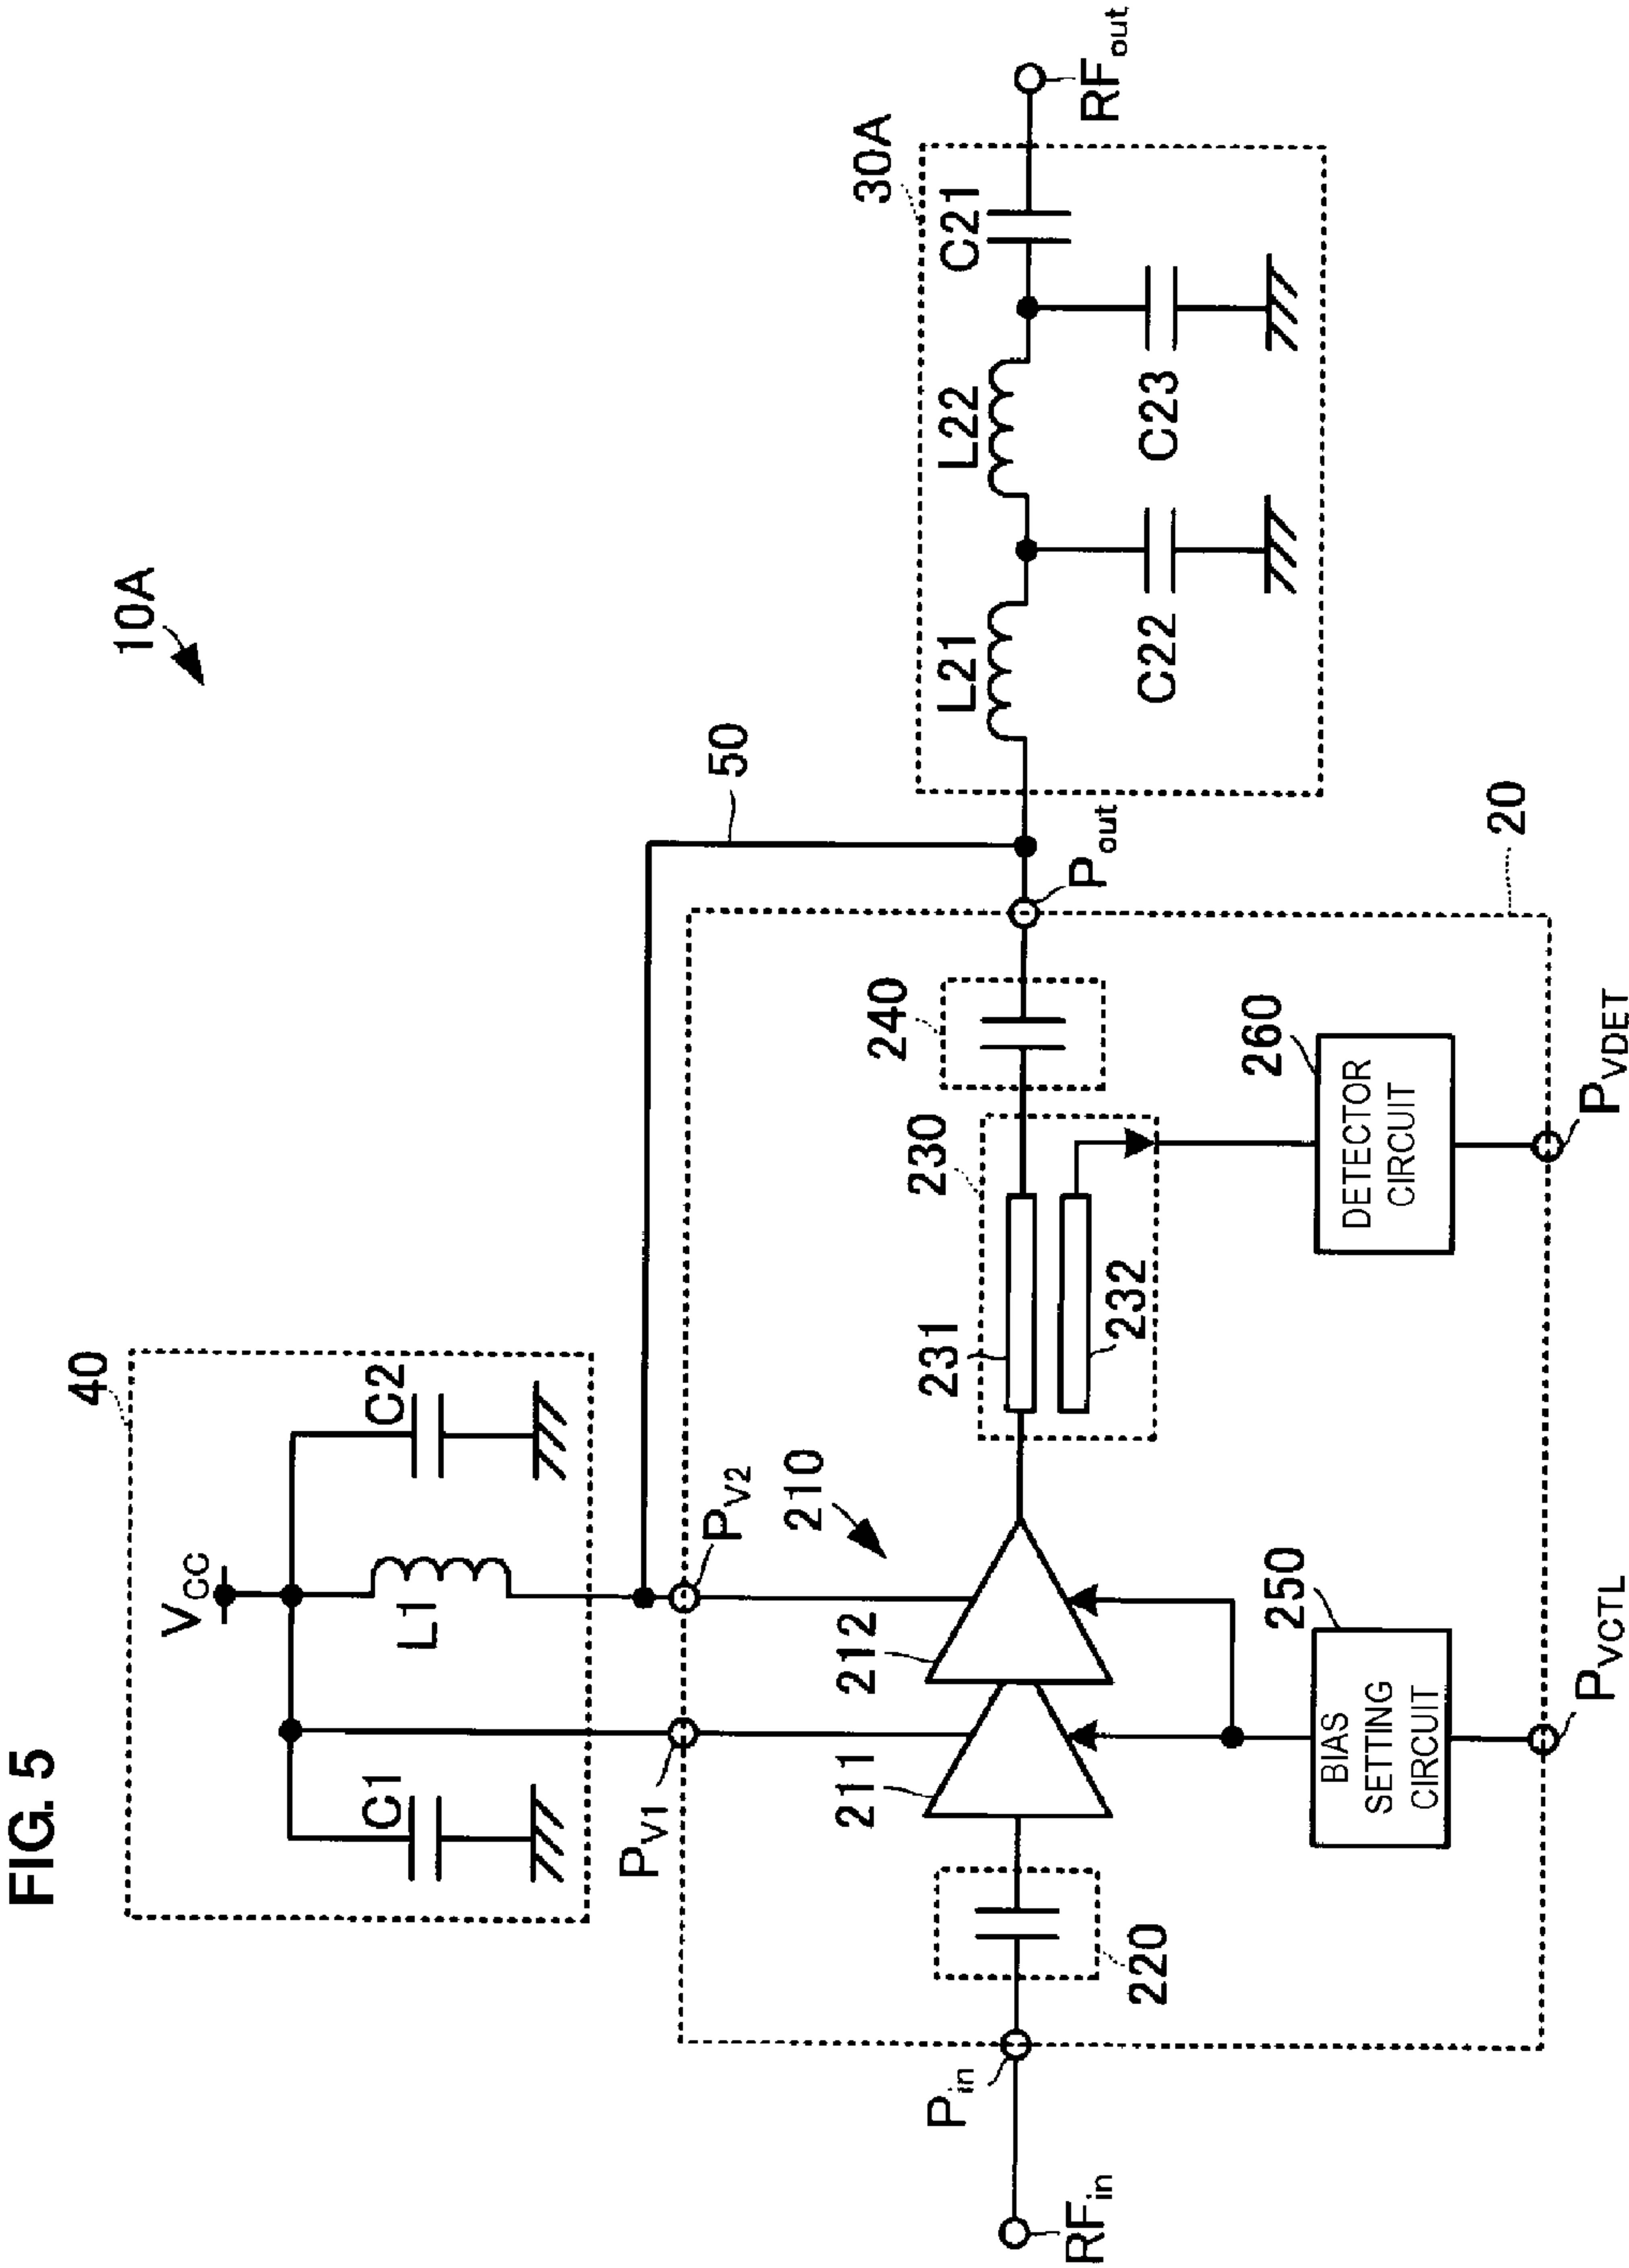 FIG. 5
10A
40
VCC
C1
L1
C2
50
PV1
PV2
30A
210
211
212
230
231
232
240
L21
L22
C21
C22
C23
RFin
Pin
220
Pout
RFout
250
BIAS
SETTING
CIRCUIT
260
DETECTOR
CIRCUIT
20
PVCTL
PVDET